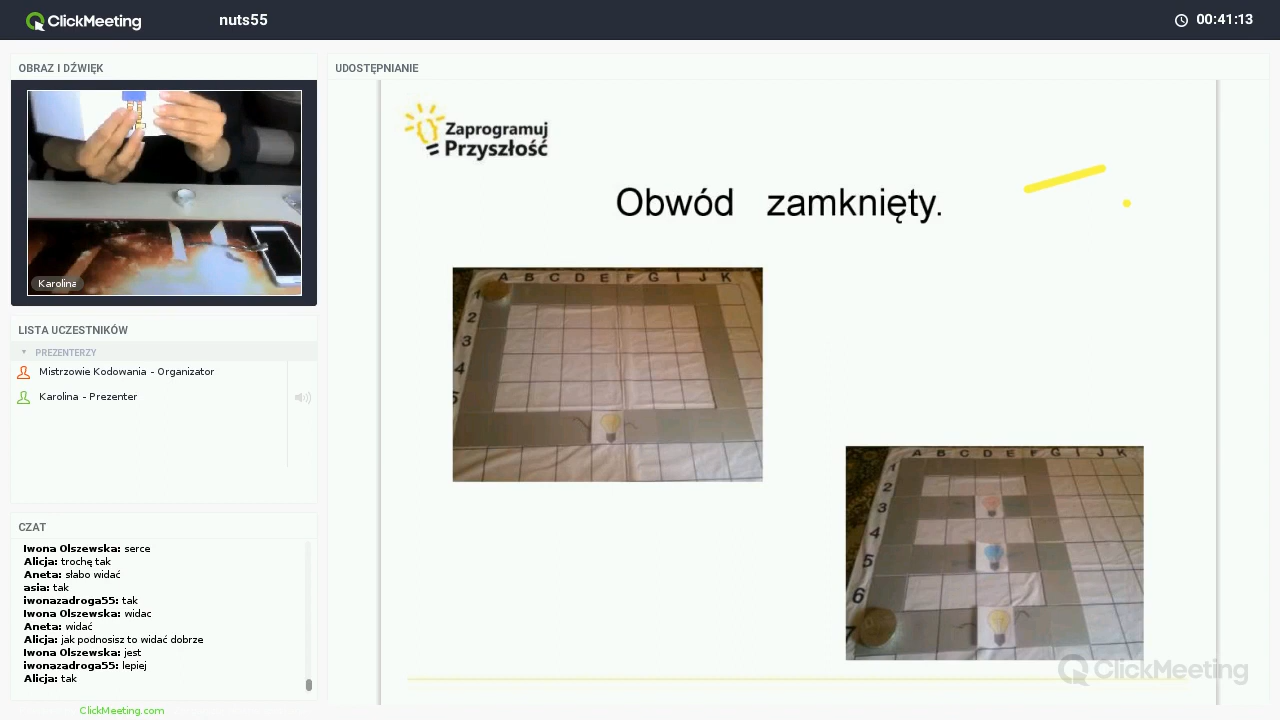 ClickMeeting
nuts55
00:41:13
OBRAZ I DŹWIĘK
Karolina
LISTA UCZESTNIKÓW
PREZENTERZY
Mistrzowie Kodowania - Organizator
Karolina - Prezenter
CZAT
Iwona Olszewska: serce
Alicja: trochę tak
Aneta: słabo widać
asia: tak
iwonazadroga55: tak
Iwona Olszewska: widac
Aneta: widać
Alicja: jak podnosisz to widać dobrze
Iwona Olszewska: jest
iwonazadroga55: lepiej
Alicja: tak
ClickMeeting.com
UDOSTĘPNIANIE
Zaprogramuj
Przyszłość
Obwód zamknięty.
A B C D E F G I J K
1
2
3
4
5
A B C D E F G I J K
1
2
3
4
5
6
7
ClickMeeting